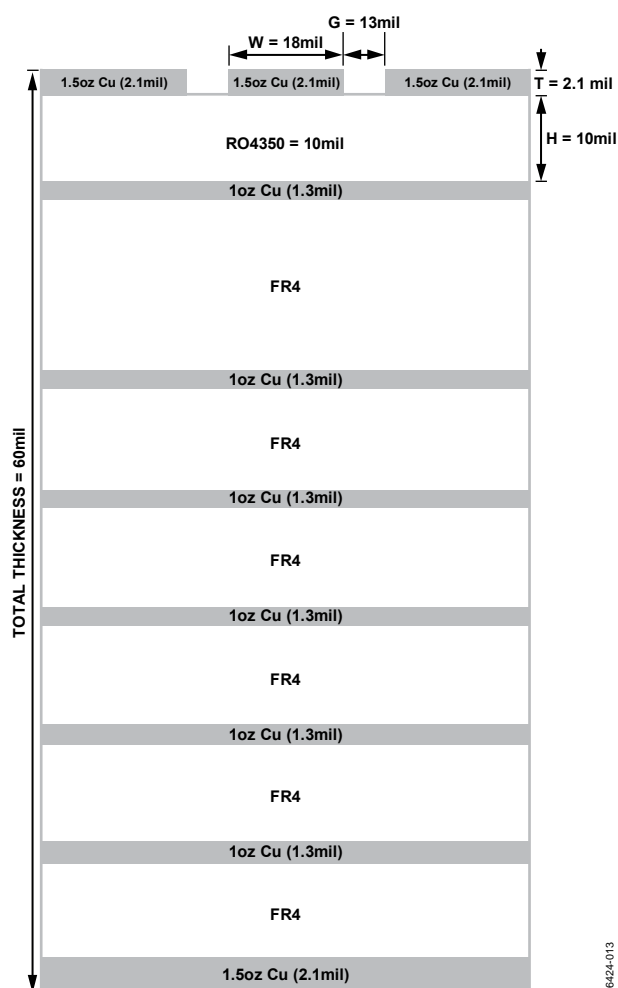 G = 13mil
W = 18mil
1.5oz Cu (2.1mil)
1.5oz Cu (2.1mil)
1.5oz Cu (2.1mil)
T = 2.1 mil
RO4350 = 10mil
H = 10mil
1oz Cu (1.3mil)
FR4
1oz Cu (1.3mil)
FR4
1oz Cu (1.3mil)
FR4
1oz Cu (1.3mil)
FR4
1oz Cu (1.3mil)
FR4
1oz Cu (1.3mil)
FR4
1.5oz Cu (2.1mil)
TOTAL THICKNESS = 60mil
6424-013